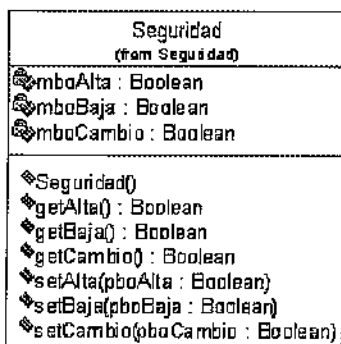 Seguridad
(from Seguridad)
mboAlta : Boolean
mboBaja : Boolean
mboCambio : Boolean
Seguridad()
getAlta() : Boolean
getBaja() : Boolean
getCambio() : Boolean
setAlta(pboAlta : Boolean)
setBaja(pboBaja : Boolean)
setCambio(pboCambio : Boolean)